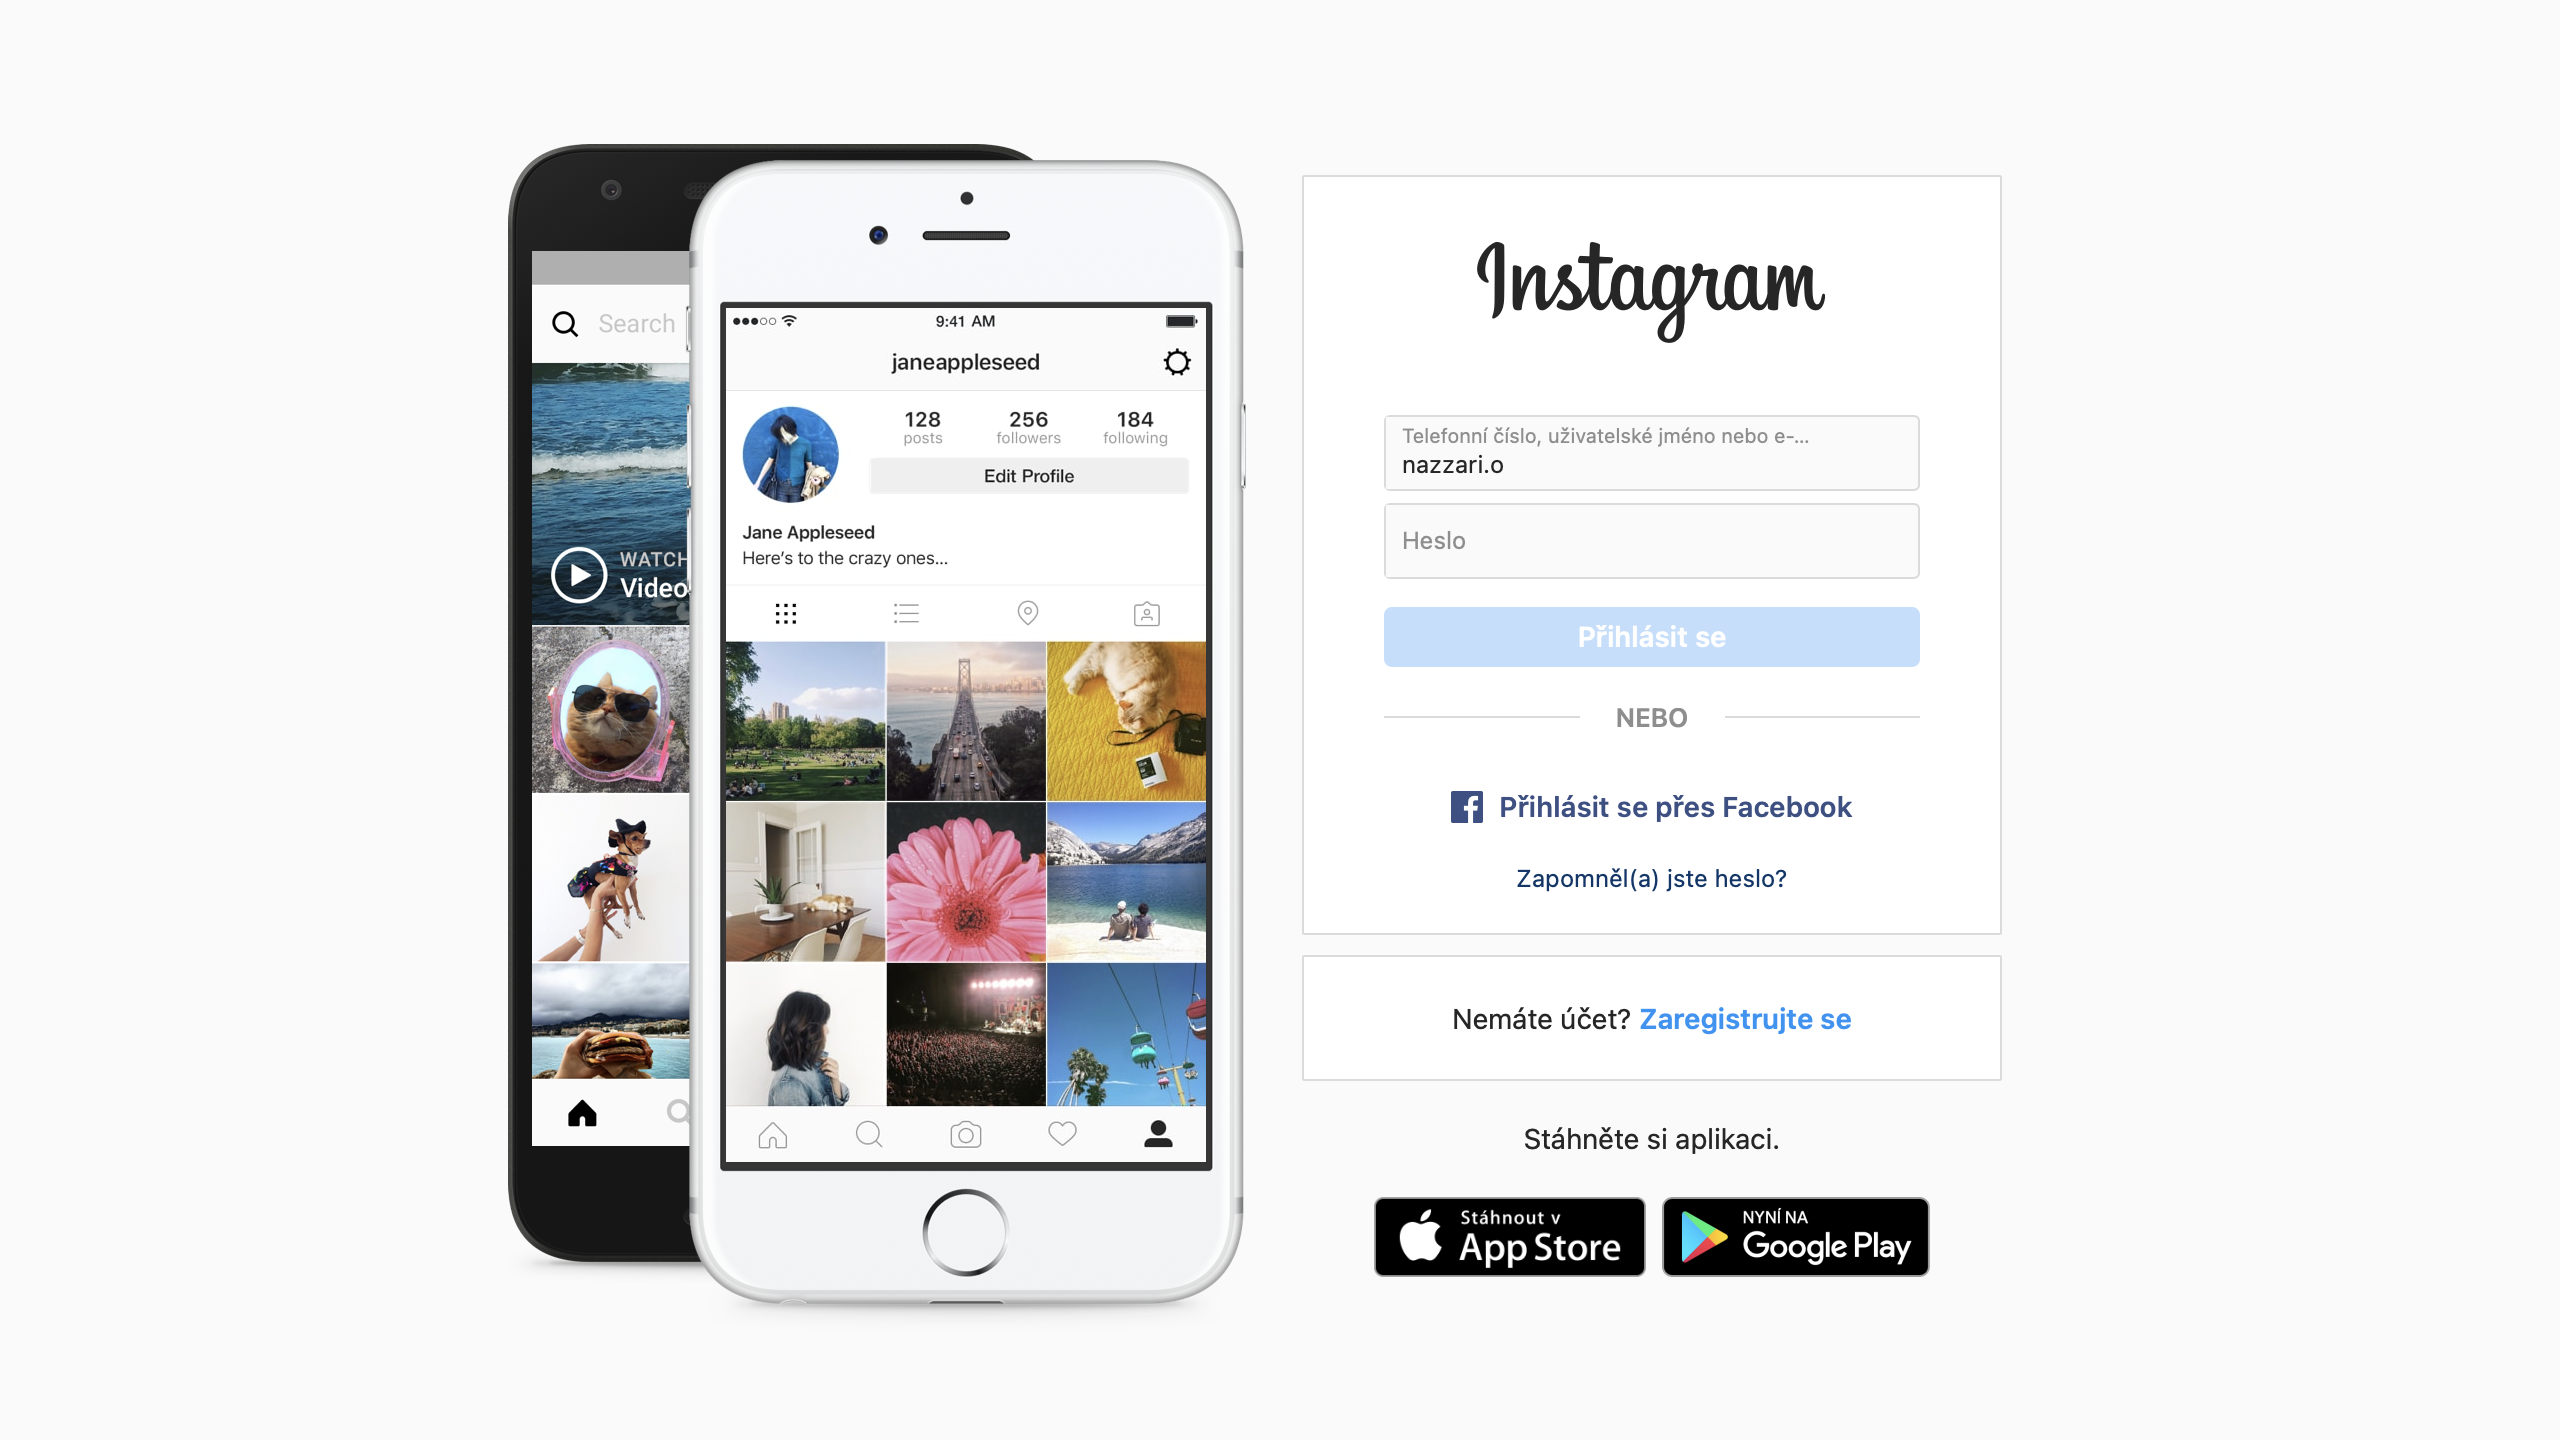 Search
WATCH
Video
9:41 AM
janeappleseed
128
posts
256
followers
184
following
Edit Profile
Jane Appleseed
Here’s to the crazy ones...
Instagram
Telefonní číslo, uživatelské jméno nebo e-...
nazzari.o
Heslo
Přihlásit se
NEBO
Přihlásit se přes Facebook
Zapomněl(a) jste heslo?
Nemáte účet? Zaregistrujte se
Stáhněte si aplikaci.
Stáhnout v
App Store
NYNÍ NA
Google Play